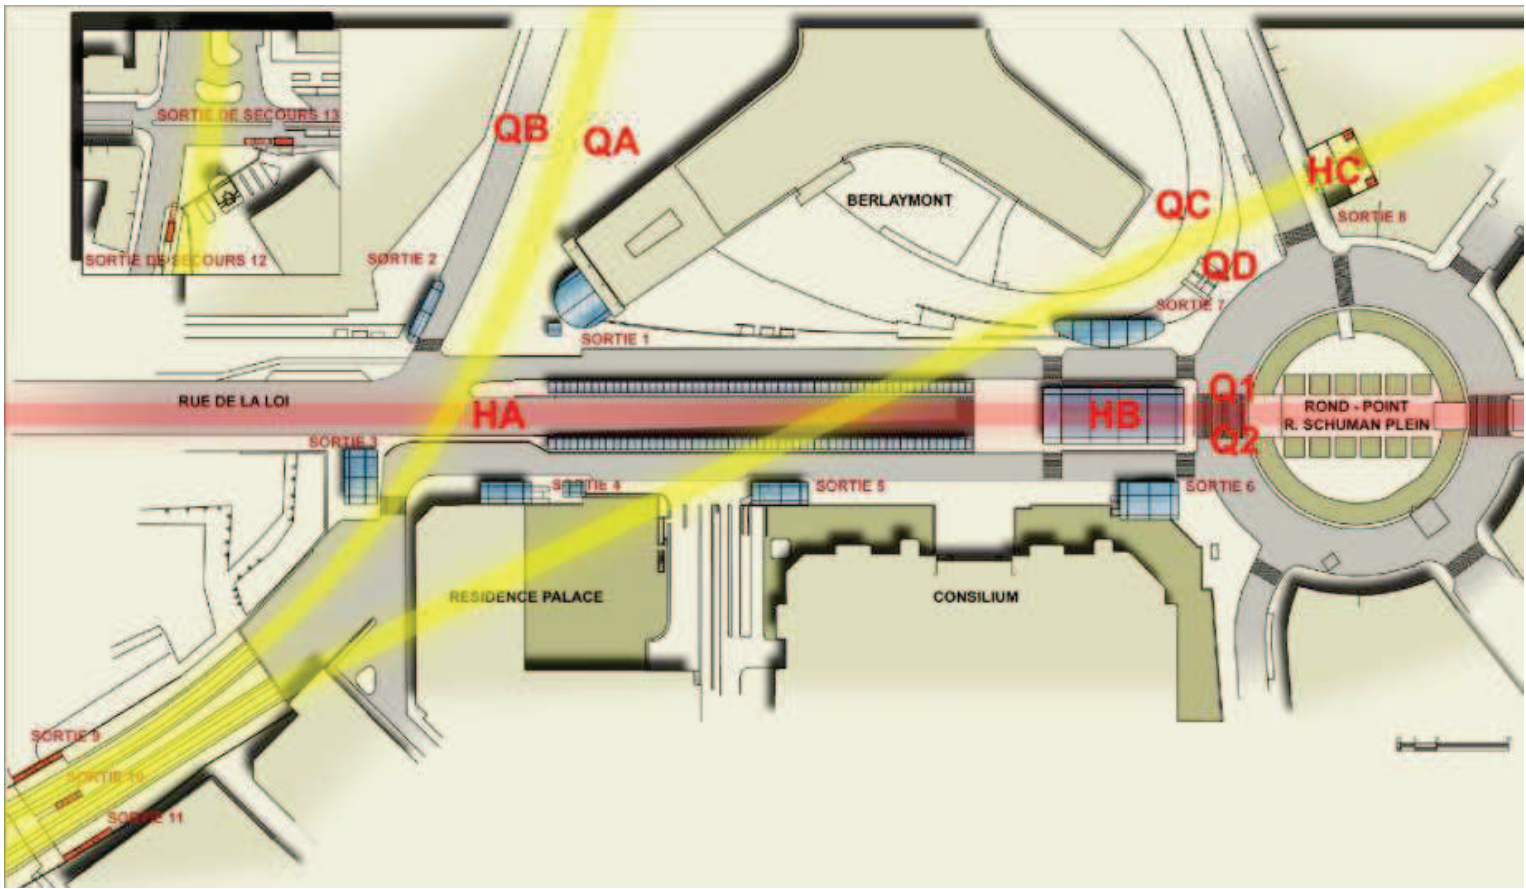 SORTIE DE SECOURS 13
SORTIE DE SECOURS 12
QB
QA
HC
BERLAYMONT
QC
SORTIE 8
SORTIE 2
QD
SORTIE 7
SORTIE 1
RUE DE LA LOI
HA
HB
Q1
ROND - POINT
R. SCHUMAN PLEIN
Q2
SORTIE 3
SORTIE 4
SORTIE 5
SORTIE 6
RESIDENCE PALACE
CONSILIUM
SORTIE 9
SORTIE 10
SORTIE 11